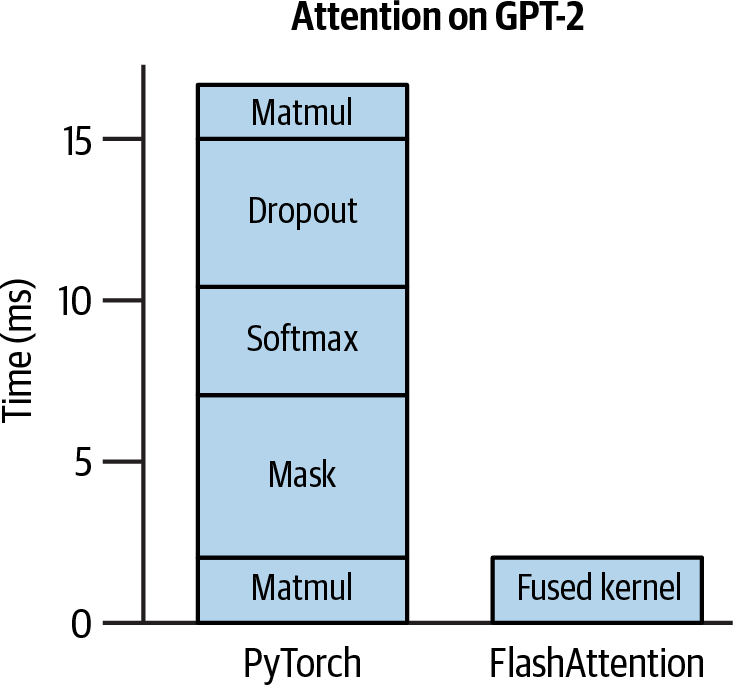 Attention on GPT-2
Time (ms)
15
10
5
0
Matmul
Dropout
Softmax
Mask
Matmul
Fused kernel
PyTorch
FlashAttention